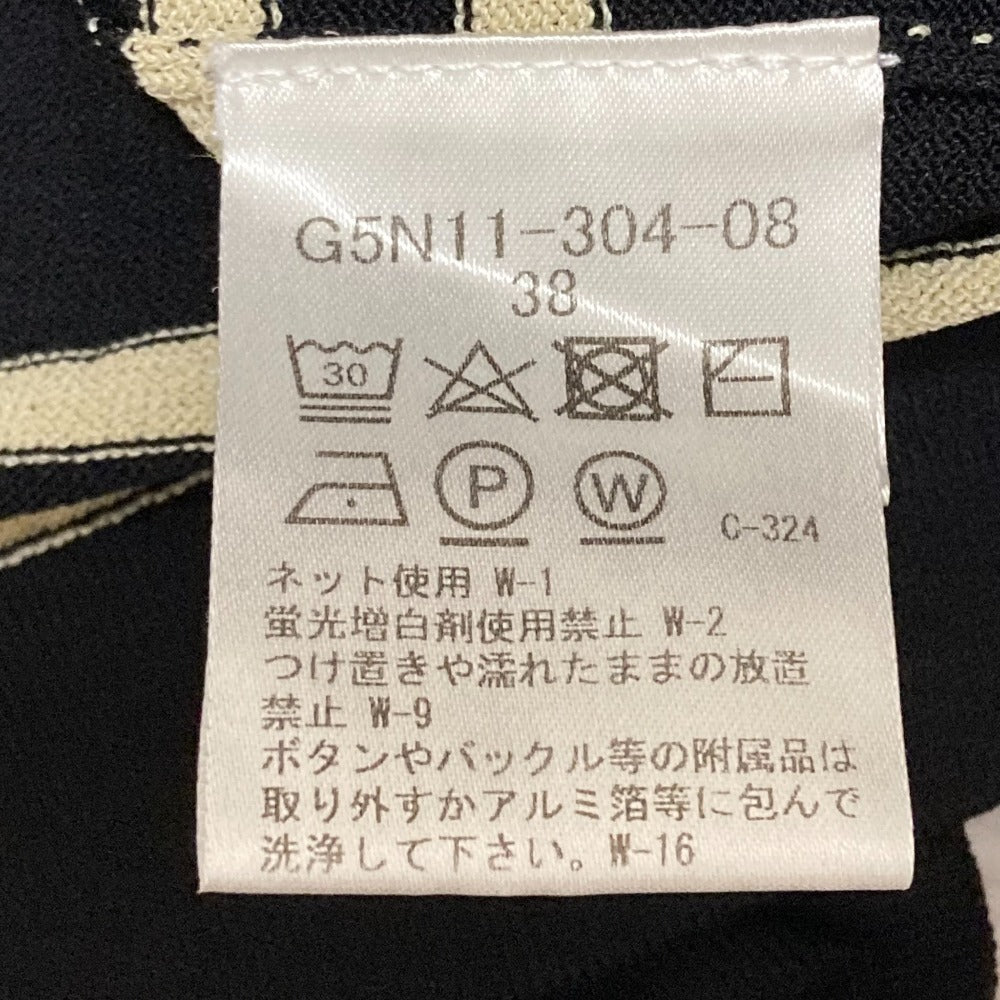 G5N11-304-08
38
30
P W C-324
ネット使用 W-1
蛍光増白剤使用禁止 W-2
つけ置きや濡れたままの放置
禁止 W-9
ボタンやバックル等の附属品は
取り外すかアルミ箔等に包んで
洗浄して下さい。W-16